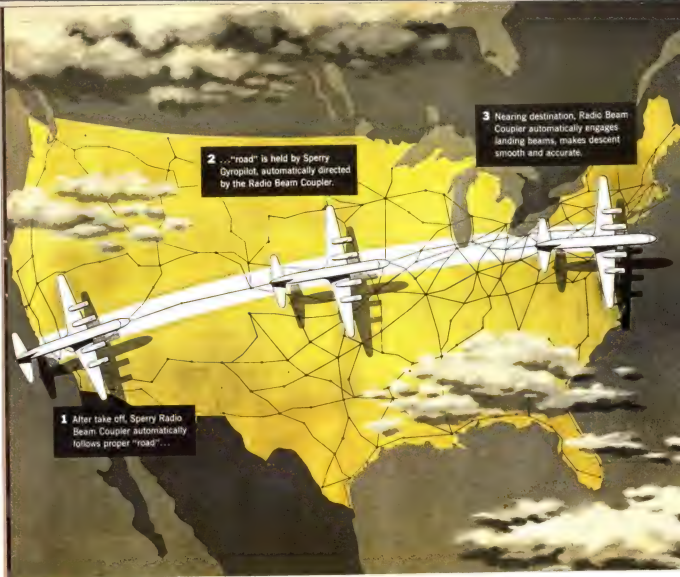 1 After take off, Sperry Radio
Beam Coupler automatically
follows proper "road"...
2 ..."road" is held by Sperry
Gyropilot, automatically directed
by the Radio Beam Coupler.
3 Nearing destination, Radio Beam
Coupler automatically engages
landing beams, makes descent
smooth and accurate.